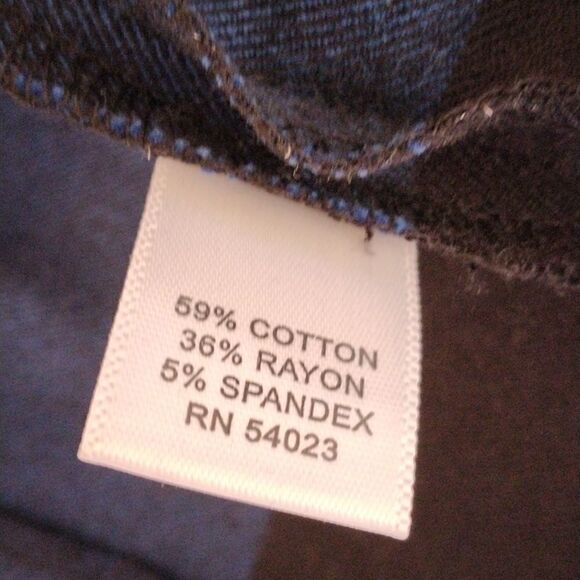 59% COTTON
36% RAYON
5% SPANDEX
RN 54023